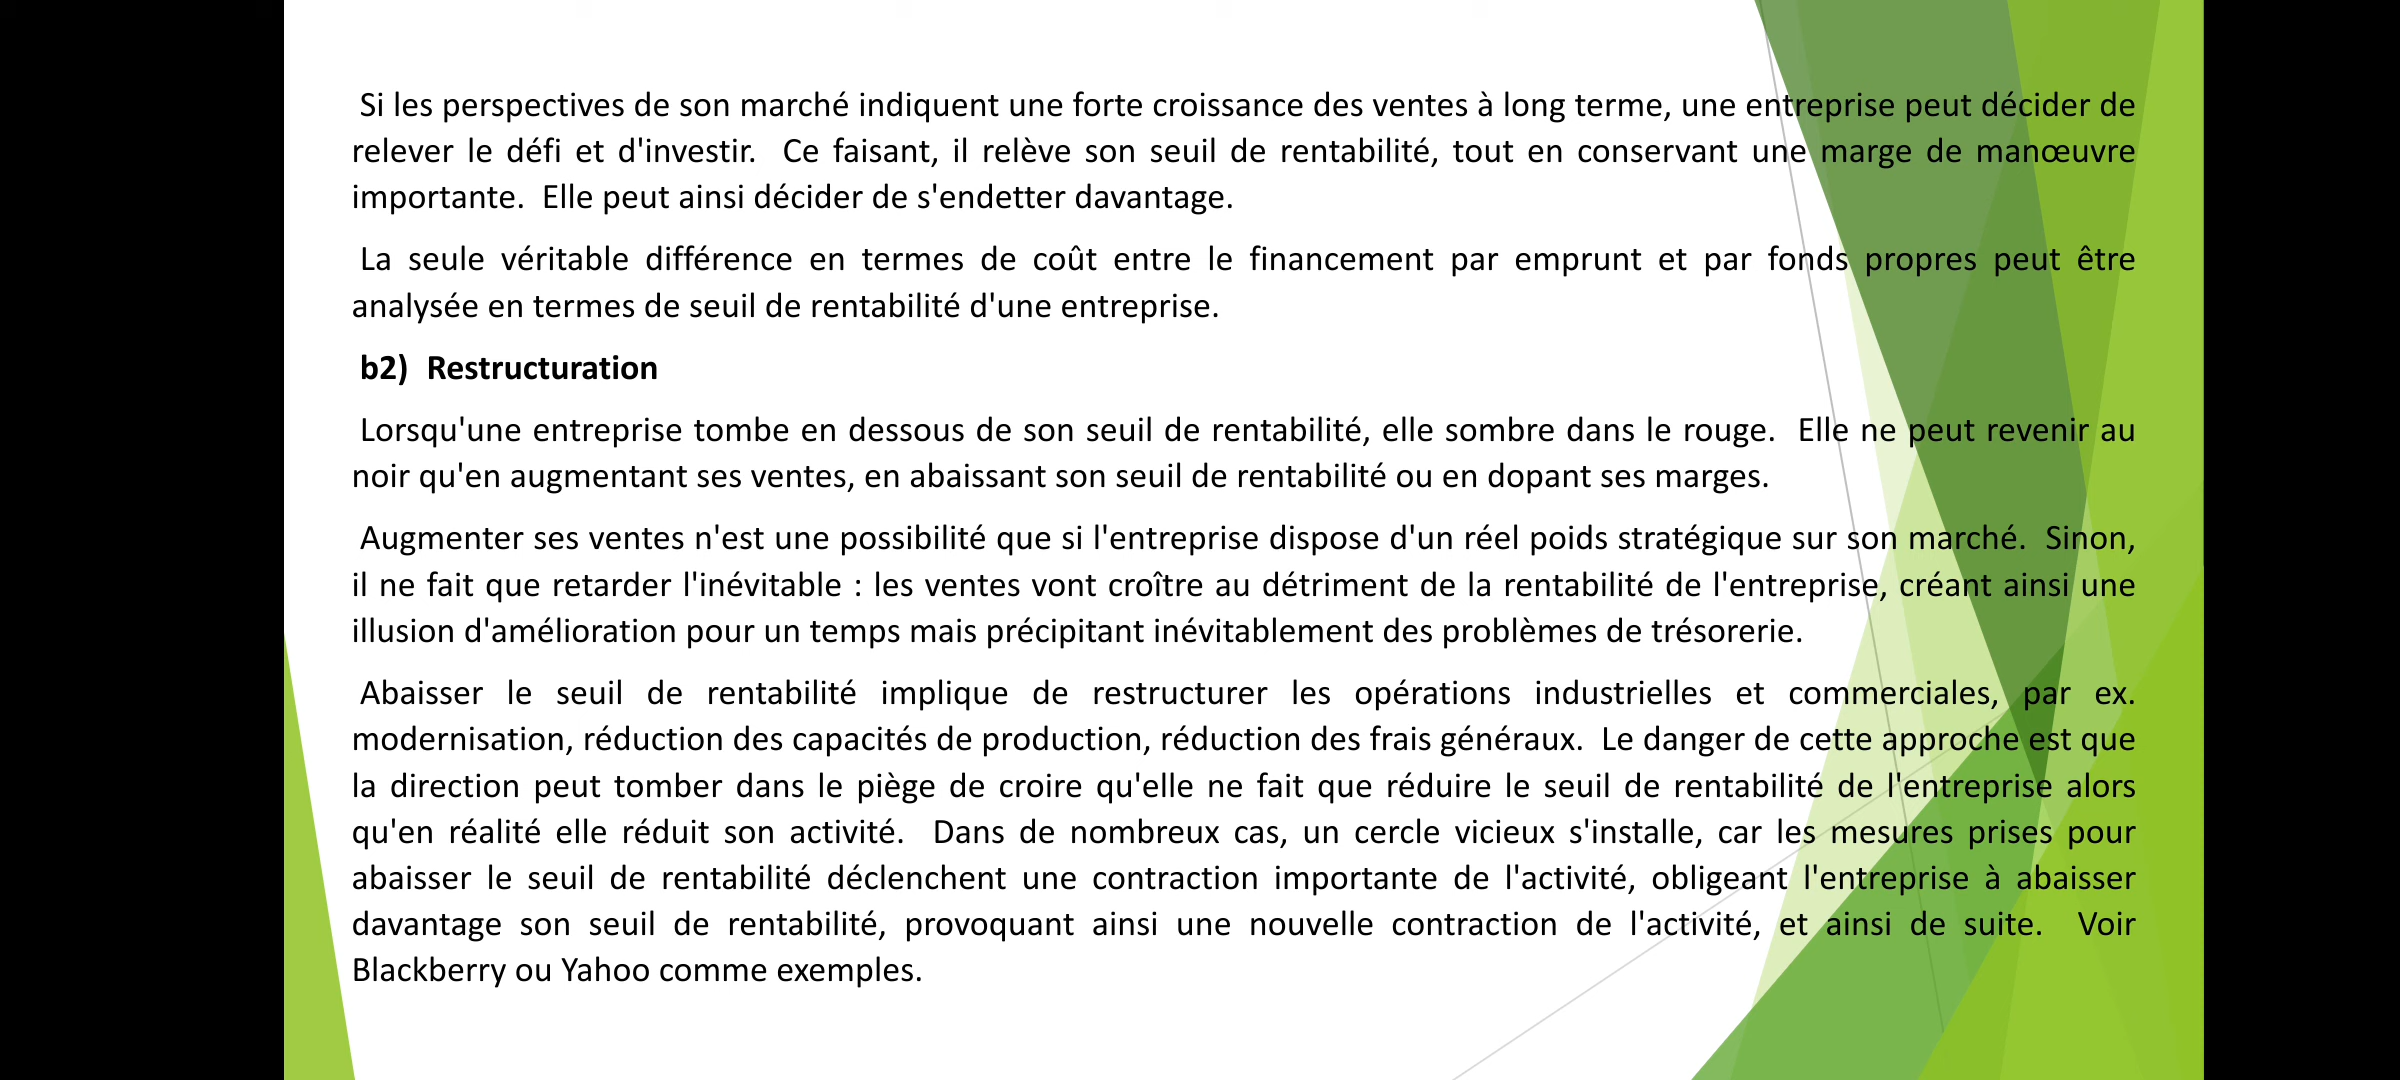 Si les perspectives de son marché indiquent une forte croissance des ventes à long terme, une entreprise peut décider de
relever le défi et d'investir. Ce faisant, il relève son seuil de rentabilité, tout en conservant une marge de manœuvre
importante. Elle peut ainsi décider de s'endetter davantage.
La seule véritable différence en termes de coût entre le financement par emprunt et par fonds propres peut être
analysée en termes de seuil de rentabilité d'une entreprise.
b2) Restructuration
Lorsqu'une entreprise tombe en dessous de son seuil de rentabilité, elle sombre dans le rouge. Elle ne peut revenir au
noir qu'en augmentant ses ventes, en abaissant son seuil de rentabilité ou en dopant ses marges.
Augmenter ses ventes n'est une possibilité que si l'entreprise dispose d'un réel poids stratégique sur son marché. Sinon,
il ne fait que retarder l'inévitable : les ventes vont croître au détriment de la rentabilité de l'entreprise, créant ainsi une
illusion d'amélioration pour un temps mais précipitant inévitablement des problèmes de trésorerie.
Abaisser le seuil de rentabilité implique de restructurer les opérations industrielles et commerciales, par ex.
modernisation, réduction des capacités de production, réduction des frais généraux. Le danger de cette approche est que
la direction peut tomber dans le piège de croire qu'elle ne fait que réduire le seuil de rentabilité de l'entreprise alors
qu'en réalité elle réduit son activité. Dans de nombreux cas, un cercle vicieux s'installe, car les mesures prises pour
abaisser le seuil de rentabilité déclenchent une contraction importante de l'activité, obligeant l'entreprise à abaisser
davantage son seuil de rentabilité, provoquant ainsi une nouvelle contraction de l'activité, et ainsi de suite. Voir
Blackberry ou Yahoo comme exemples.